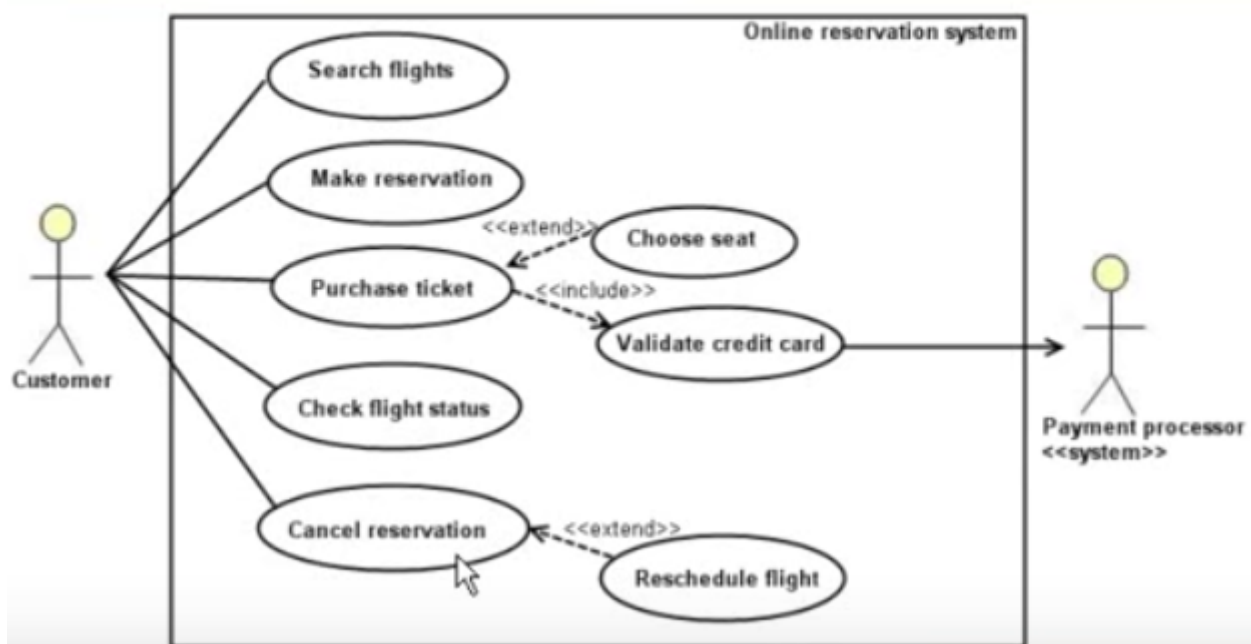 Online reservation system
Search flights
Make reservation
<<extend>>
Choose seat
Purchase ticket
<<include>>
Validate credit card
Customer
Check flight status
Payment processor
<<system>>
Cancel reservation
<<extend>>
Reschedule flight